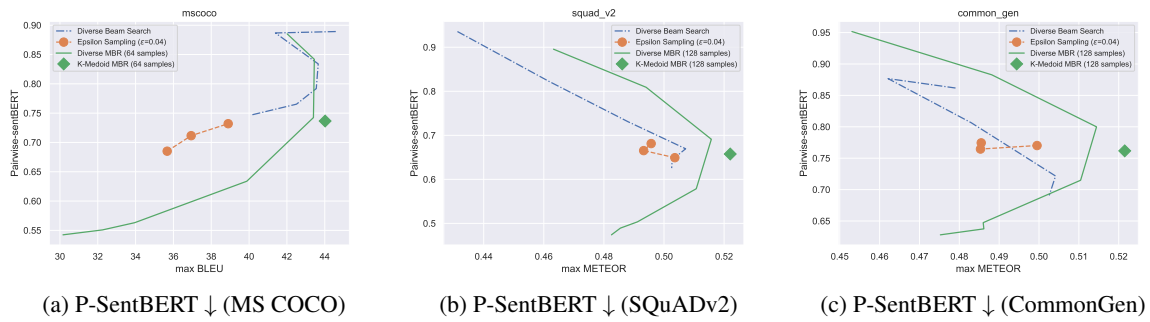 mscoco
0.90
0.85
0.80
0.75
0.70
0.65
0.60
0.55
Pairwise-sentBERT
Diverse Beam Search
Epsilon Sampling (ε=0.04)
Diverse MBR (64 samples)
K-Medoid MBR (64 samples)
30 32 34 36 38 40 42 44
max BLEU
(a) P-SentBERT ↓ (MS COCO)
squad_v2
0.9
0.8
0.7
0.6
0.5
Pairwise-sentBERT
Diverse Beam Search
Epsilon Sampling (ε=0.04)
Diverse MBR (128 samples)
K-Medoid MBR (128 samples)
0.44 0.46 0.48 0.50 0.52
max METEOR
(b) P-SentBERT ↓ (SQuADv2)
common_gen
0.95
0.90
0.85
0.80
0.75
0.70
0.65
Pairwise-sentBERT
Diverse Beam Search
Epsilon Sampling (ε=0.04)
Diverse MBR (128 samples)
K-Medoid MBR (128 samples)
0.45 0.46 0.47 0.48 0.49 0.50 0.51 0.52
max METEOR
(c) P-SentBERT ↓ (CommonGen)